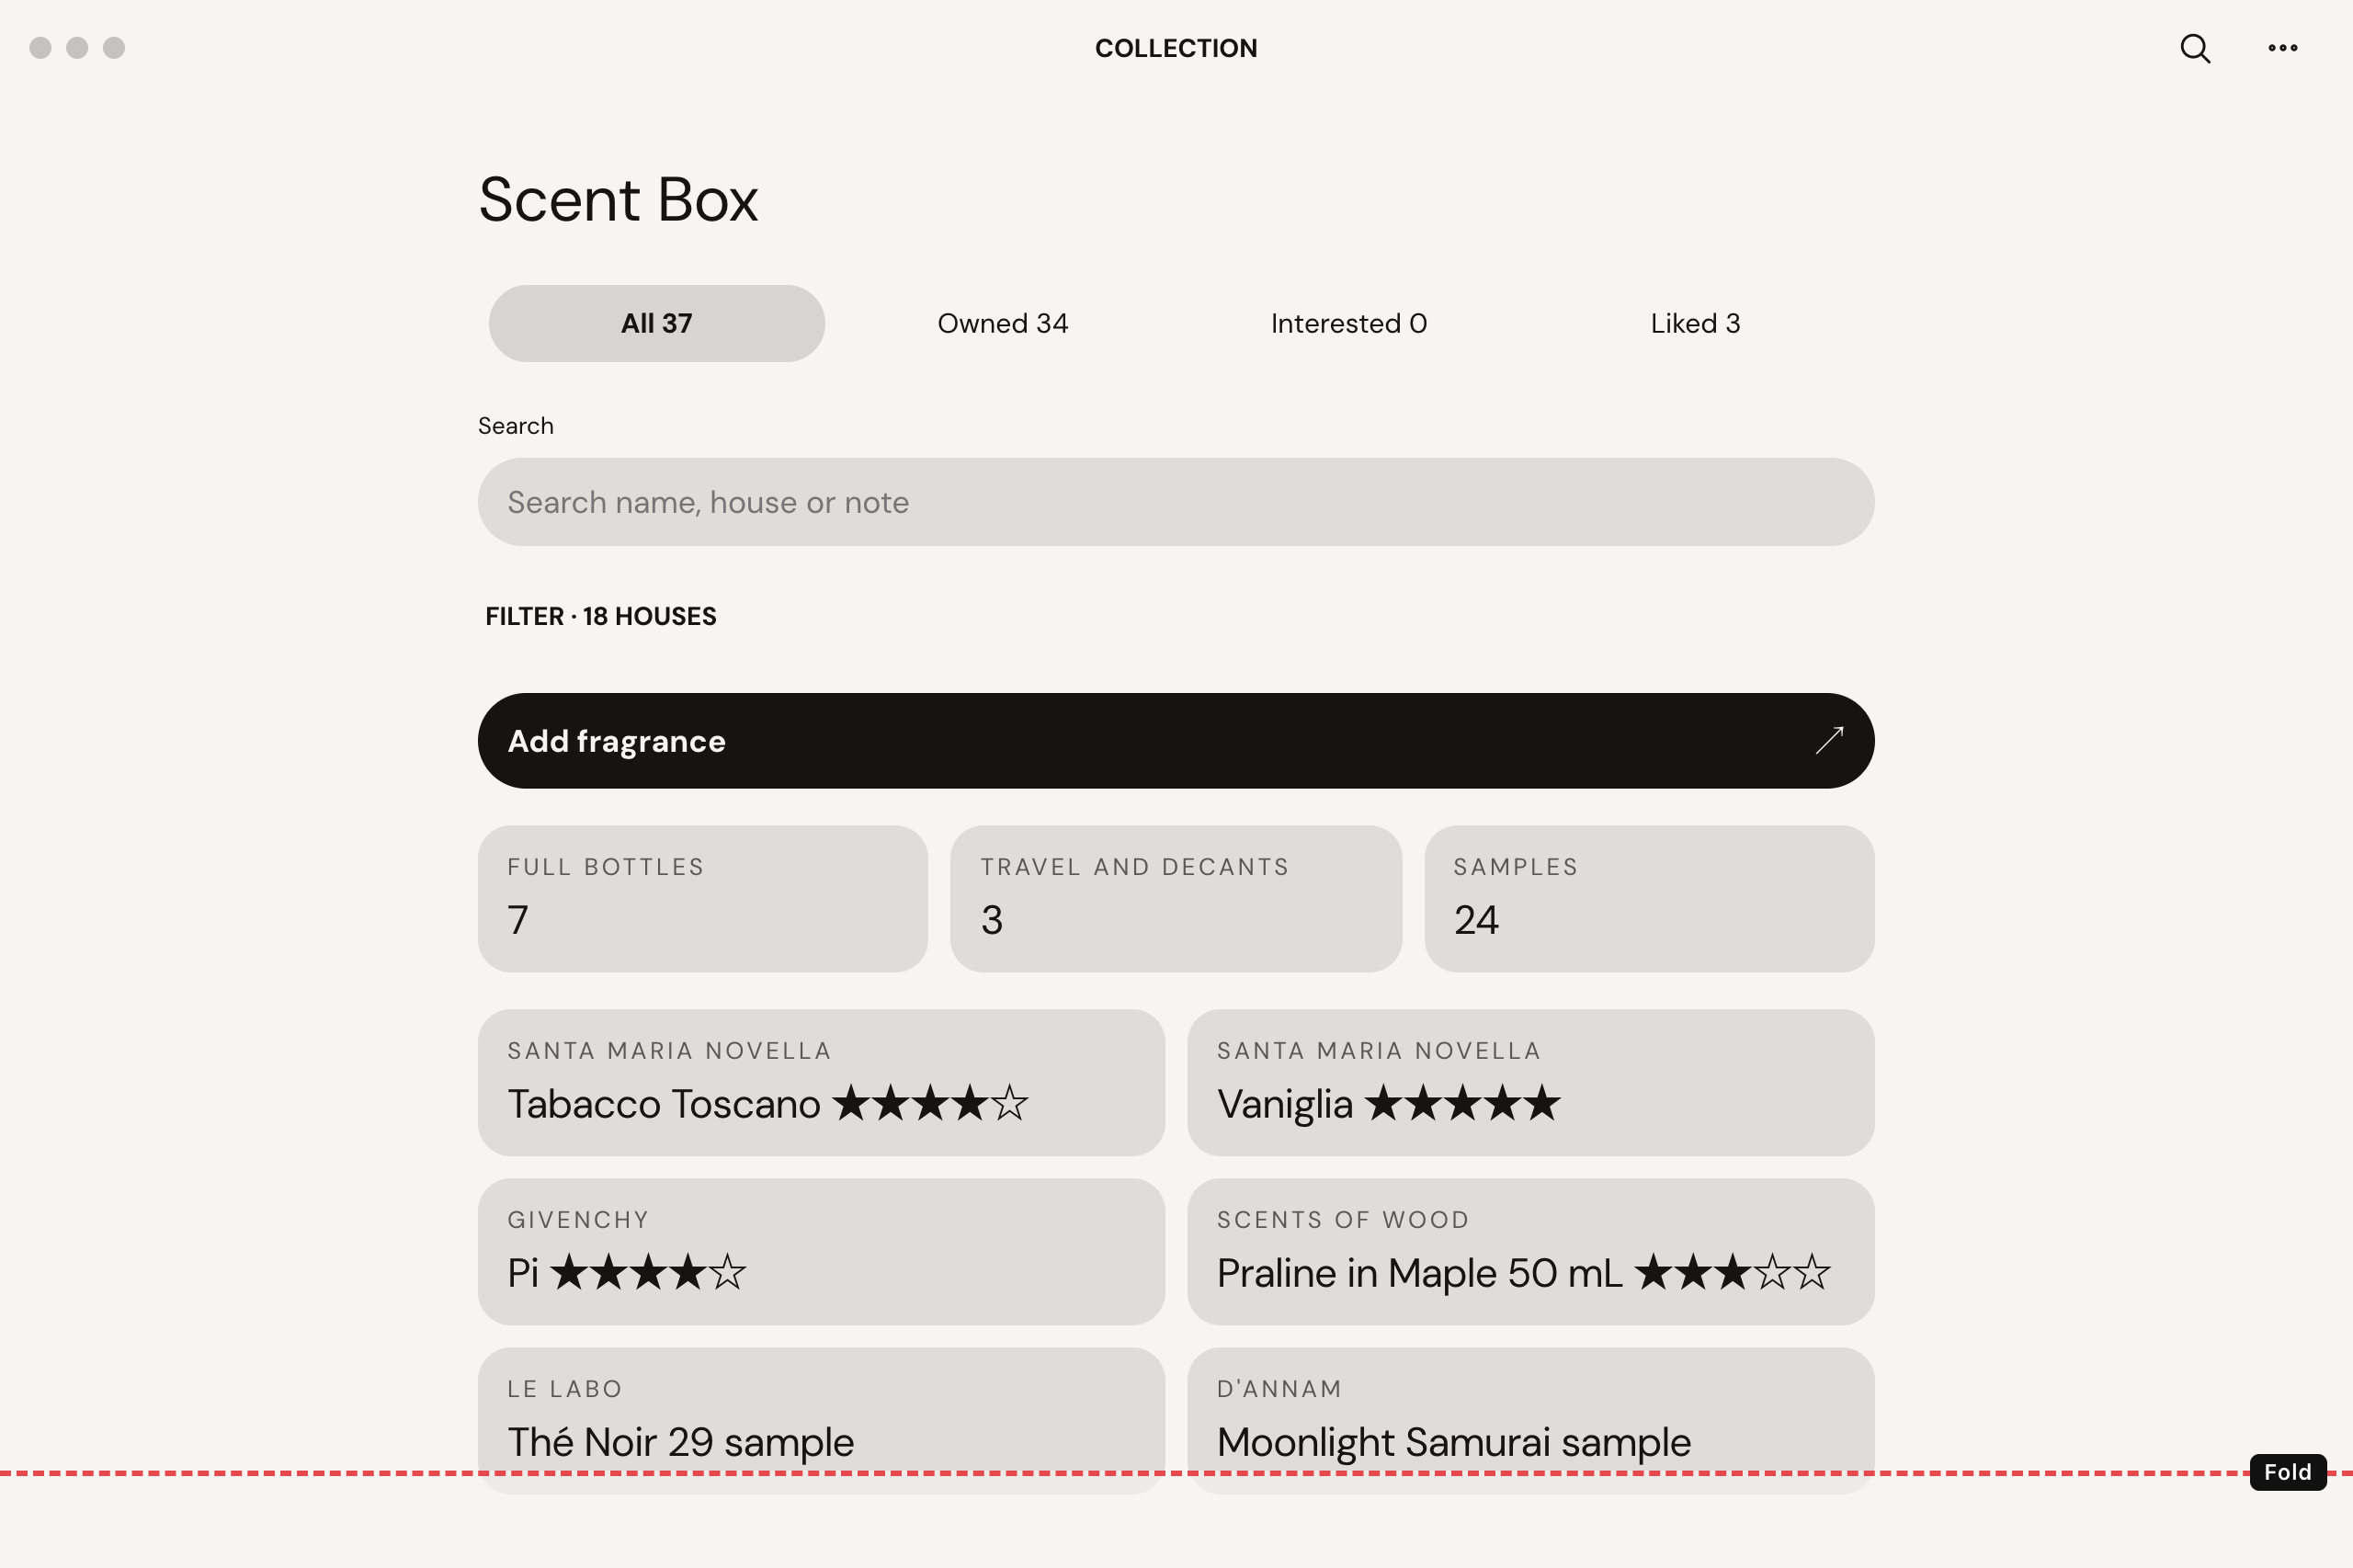 COLLECTION
Scent Box
All 37 Owned 34 Interested 0 Liked 3
Search
Search name, house or note
FILTER · 18 HOUSES
Add fragrance ↗
FULL BOTTLES
7
TRAVEL AND DECANTS
3
SAMPLES
24
SANTA MARIA NOVELLA
Tabacco Toscano ★★★★☆
SANTA MARIA NOVELLA
Vaniglia ★★★★★
GIVENCHY
Pi ★★★★☆
SCENTS OF WOOD
Praline in Maple 50 mL ★★★☆☆
LE LABO
Thé Noir 29 sample
D'ANNAM
Moonlight Samurai sample
Fold